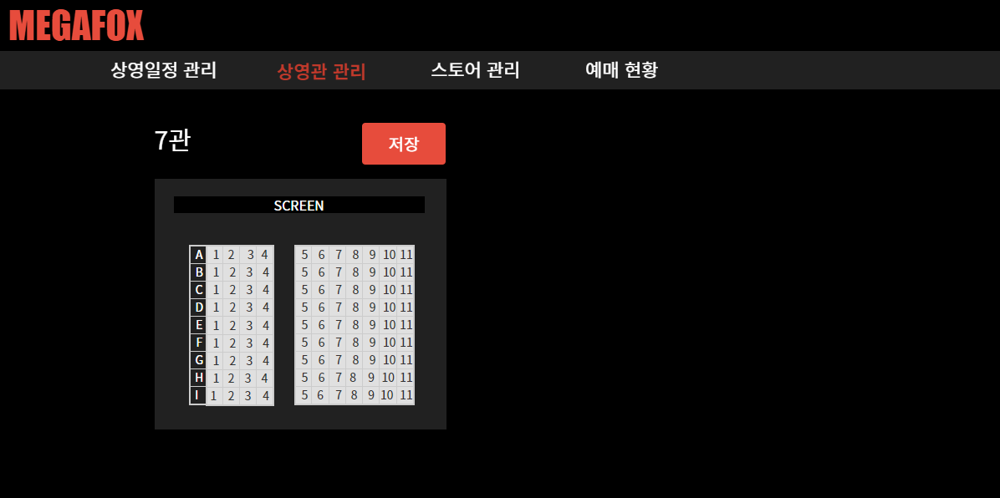 MEGAFOX
상영일정 관리 상영관 관리 스토어 관리 예매 현황
7관 저장
SCREEN
A 1 2 3 4 5 6 7 8 9 10 11
B 1 2 3 4 5 6 7 8 9 10 11
C 1 2 3 4 5 6 7 8 9 10 11
D 1 2 3 4 5 6 7 8 9 10 11
E 1 2 3 4 5 6 7 8 9 10 11
F 1 2 3 4 5 6 7 8 9 10 11
G 1 2 3 4 5 6 7 8 9 10 11
H 1 2 3 4 5 6 7 8 9 10 11
I 1 2 3 4 5 6 7 8 9 10 11